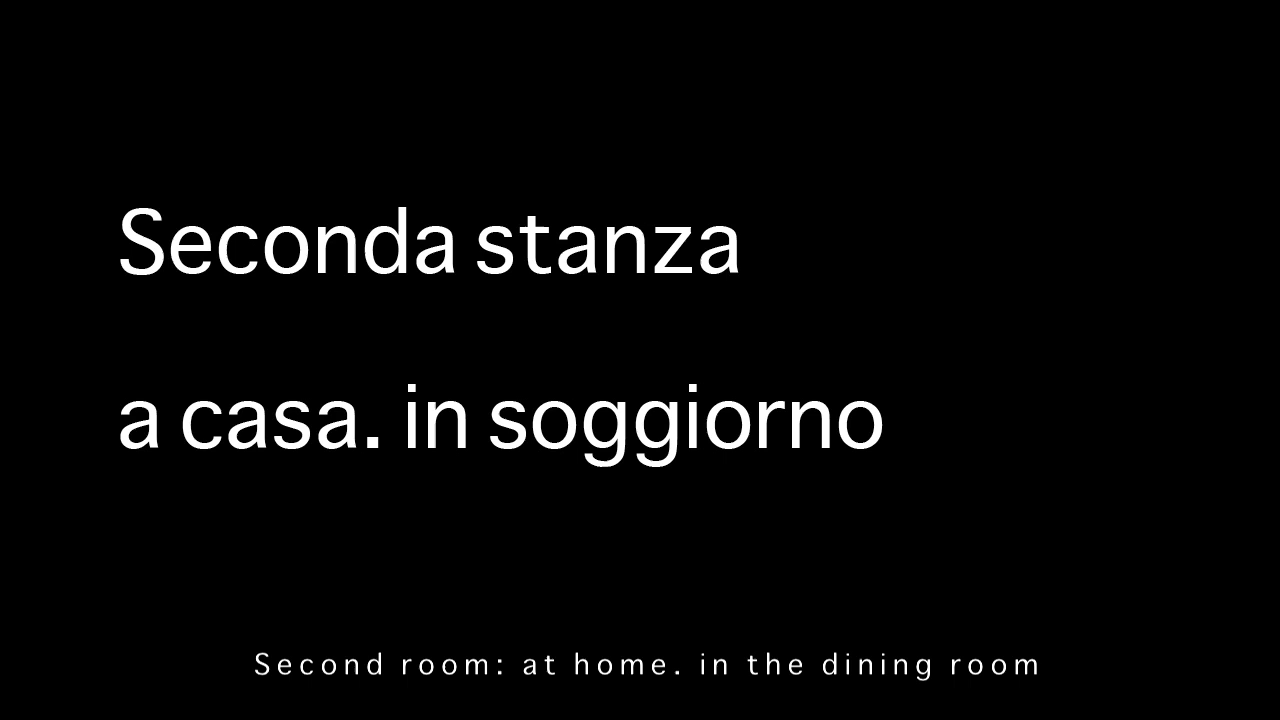 Seconda stanza
a casa. in soggiorno
Second room: at home. in the dining room